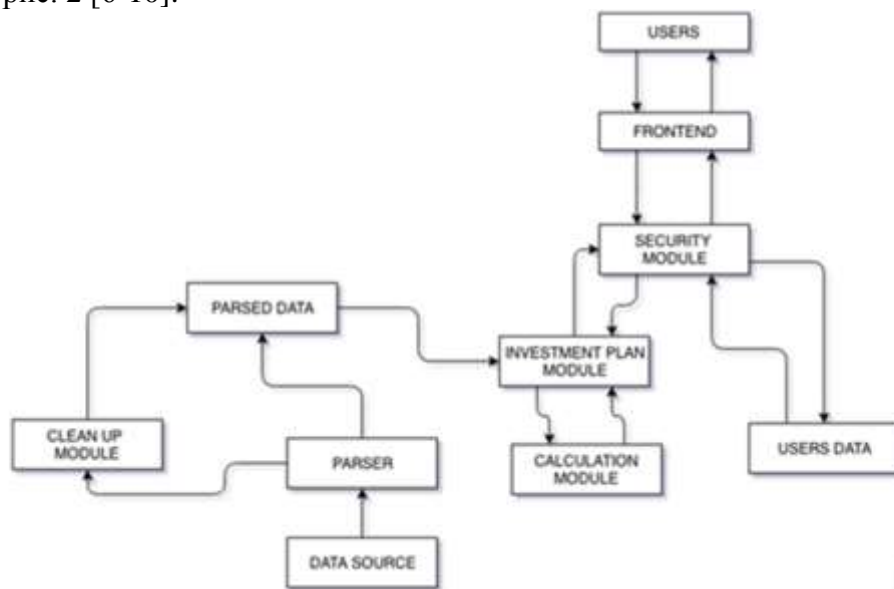 USERS
FRONTEND
SECURITY
MODULE
PARSED DATA
INVESTMENT PLAN
MODULE
CLEAN UP
MODULE
PARSER
CALCULATION
MODULE
USERS DATA
DATA SOURCE